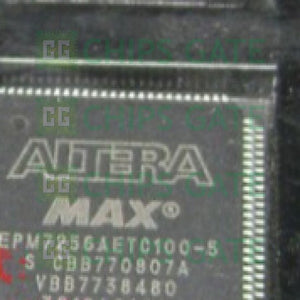 CHIPS GATE
CHIPS GATE
ALTERA
MAX®
EPM7256AETC100-5
S CBB770807A
VBB7738480